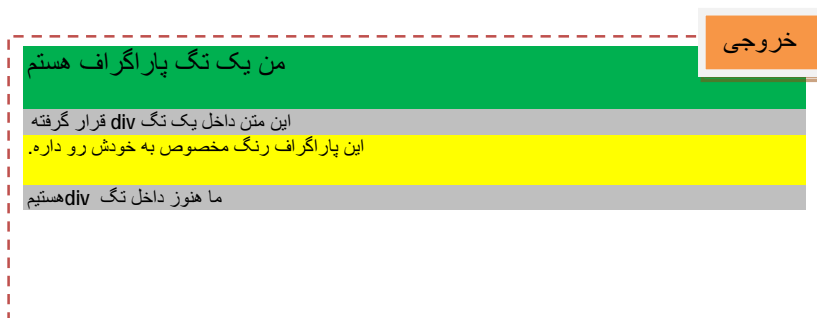 خروجی
من یک تگ پاراگراف هستم
این متن داخل یک تگ div قرار گرفته
این پاراگراف رنگ مخصوص به خودش رو داره.
ما هنوز داخل تگ divهستیم